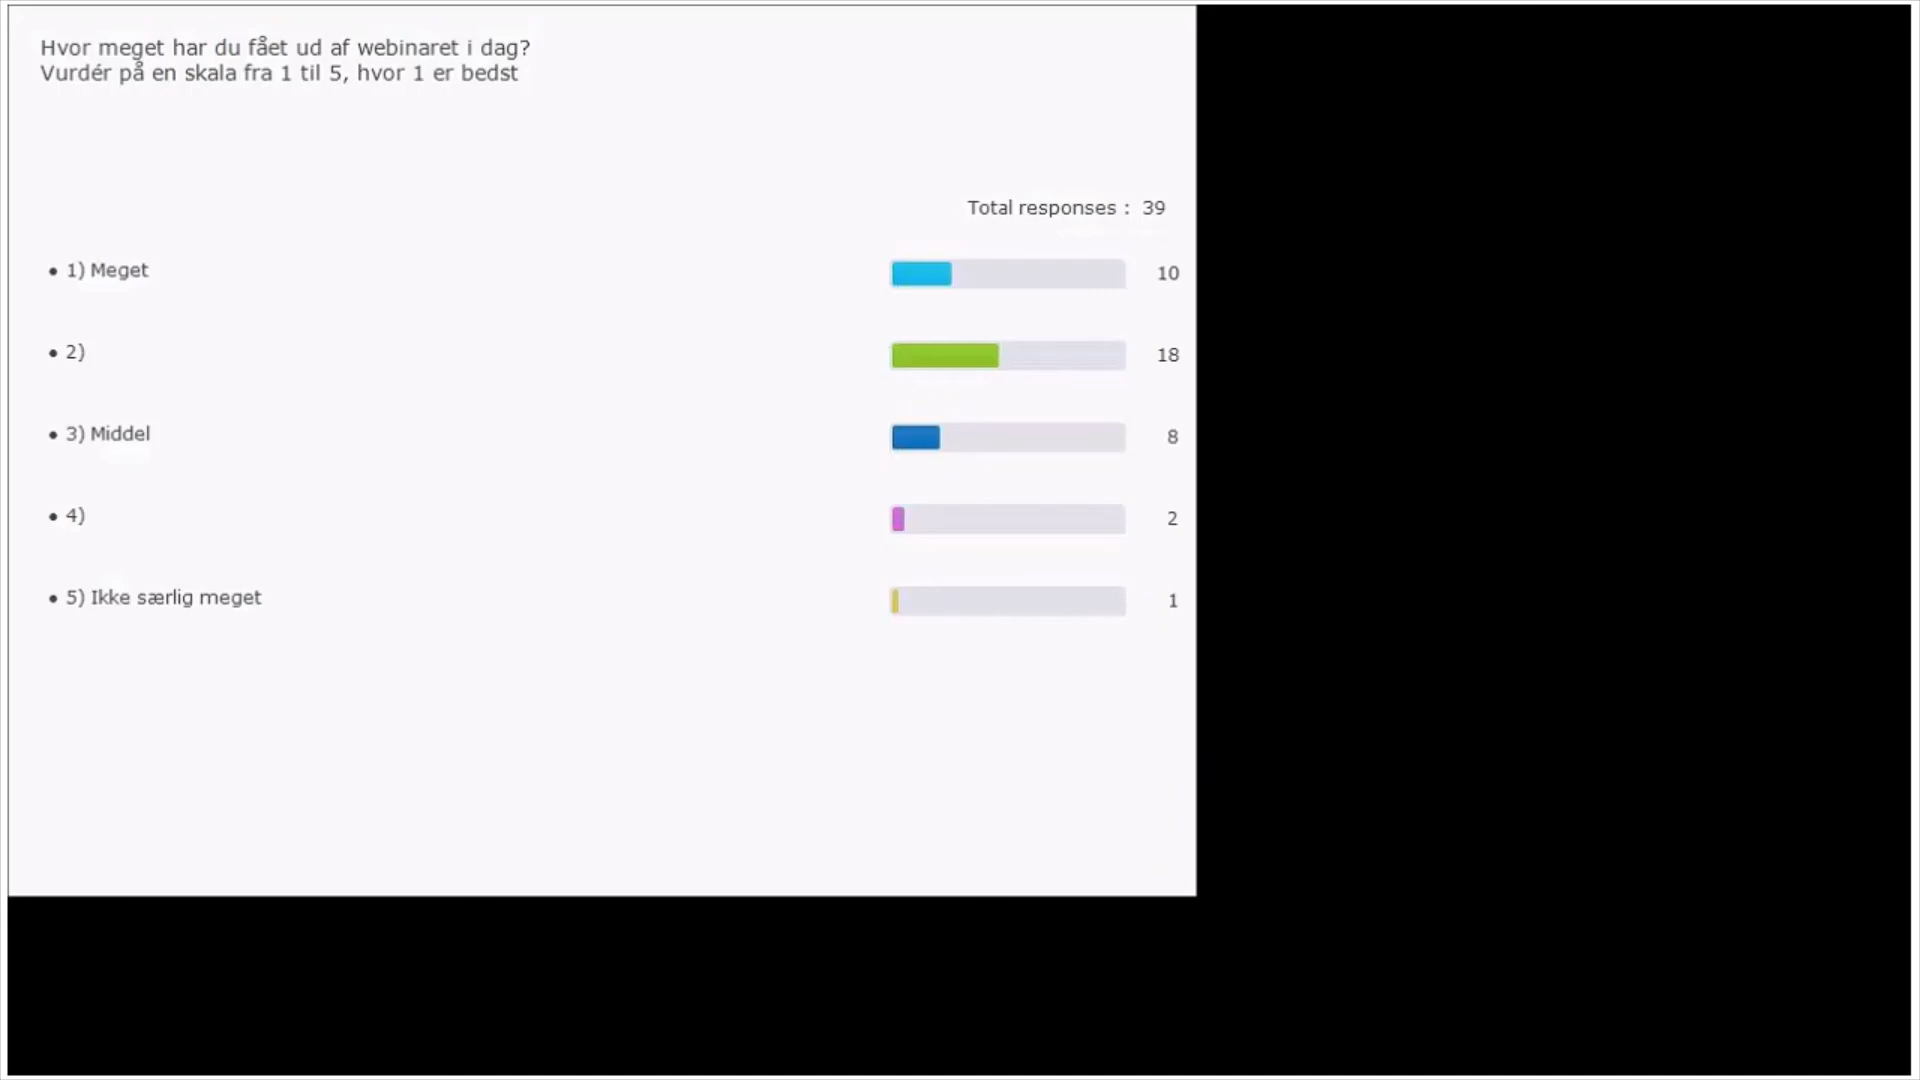 Hvor meget har du fået ud af webinaret i dag?
Vurdér på en skala fra 1 til 5, hvor 1 er bedst
Total responses : 39
• 1) Meget 10
• 2) 18
• 3) Middel 8
• 4) 2
• 5) Ikke særlig meget 1